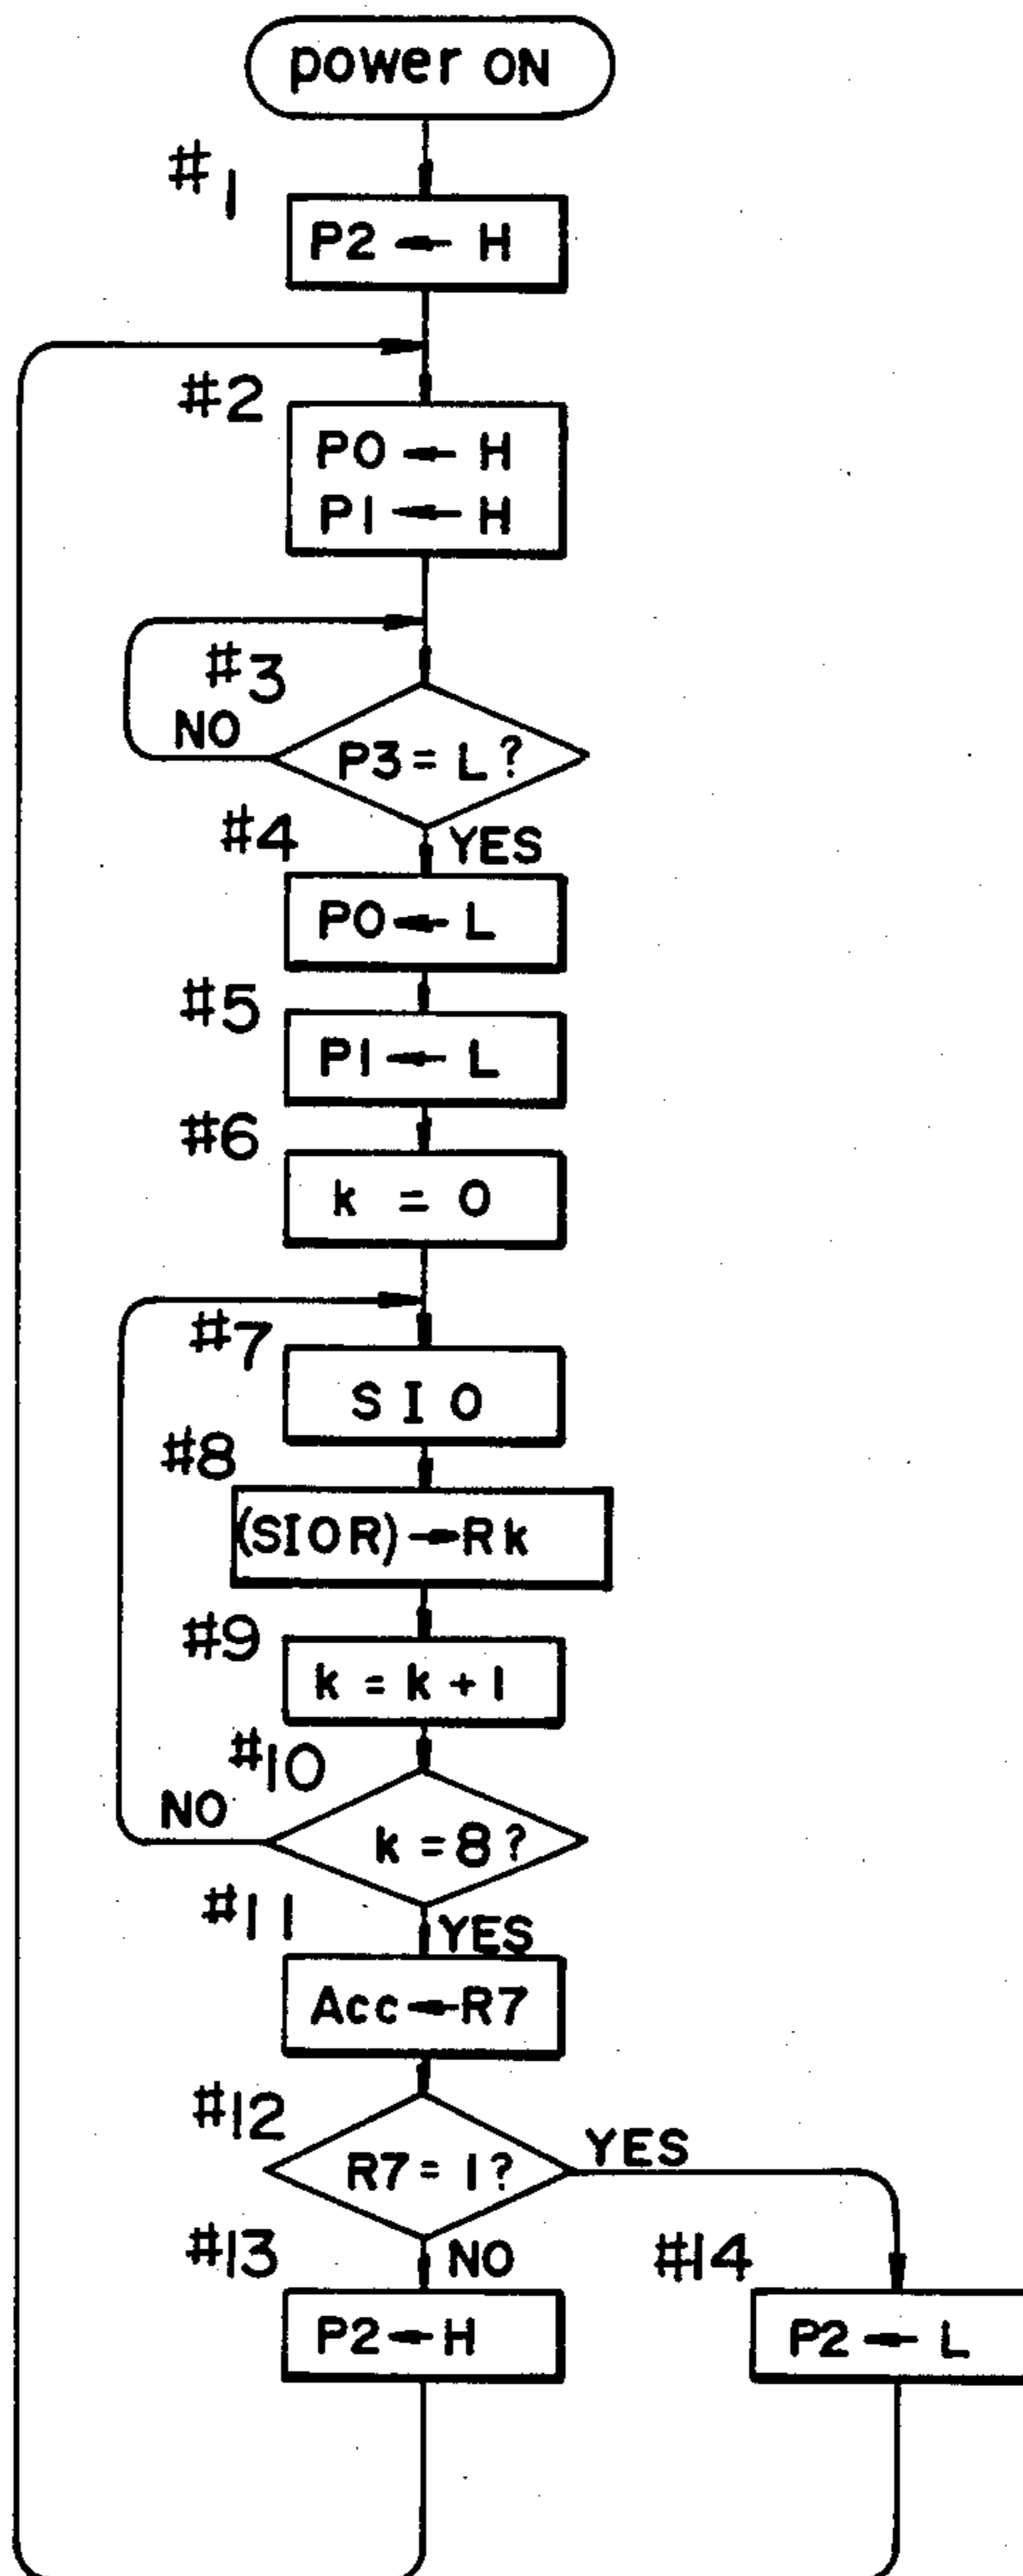 power ON
#1
P2 ← H
#2
P0 ← H
P1 ← H
#3
NO
P3 = L ?
#4
YES
P0 ← L
#5
P1 ← L
#6
k = 0
#7
S I O
#8
(SIOR) → Rk
#9
k = k + 1
#10
NO
k = 8 ?
#11
YES
Acc ← R7
#12
YES
R7 = 1 ?
#13
NO
#14
P2 ← H
P2 ← L